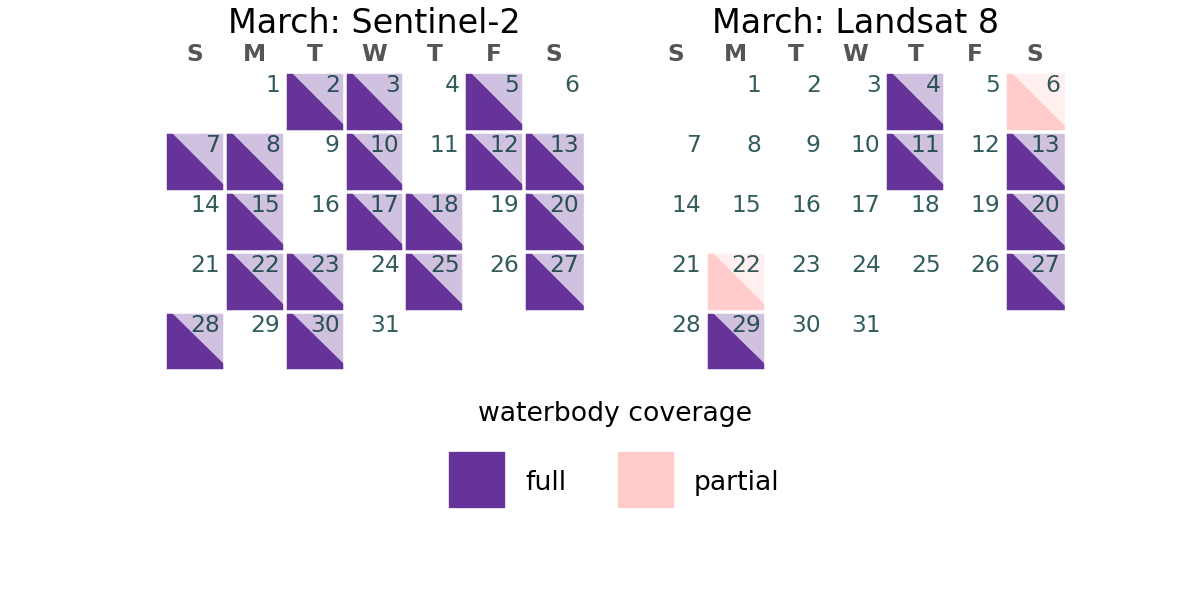 March: Sentinel-2
S M T W T F S
1 2 3 4 5 6
7 8 9 10 11 12 13
14 15 16 17 18 19 20
21 22 23 24 25 26 27
28 29 30 31
March: Landsat 8
S M T W T F S
1 2 3 4 5 6
7 8 9 10 11 12 13
14 15 16 17 18 19 20
21 22 23 24 25 26 27
28 29 30 31
waterbody coverage
full partial